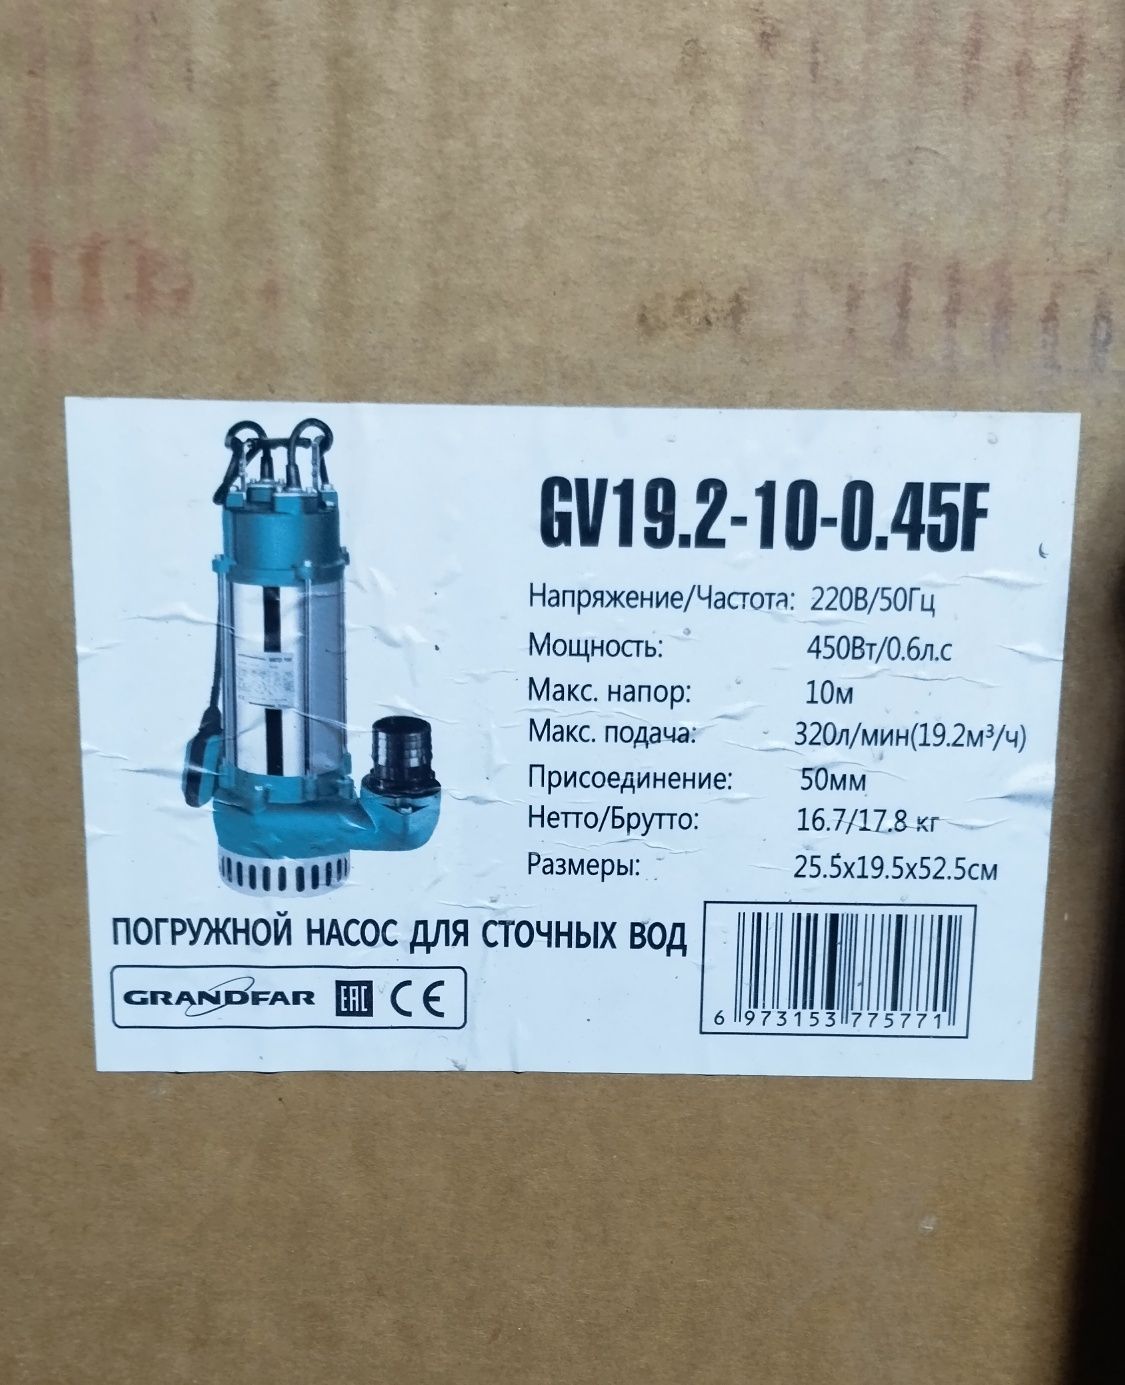 GV19.2-10-0.45F
Напряжение/Частота: 220В/50Гц
Мощность: 450Вт/0.6л.с
Макс. напор: 10м
Макс. подача: 320л/мин(19.2м³/ч)
Присоединение: 50мм
Нетто/Брутто: 16.7/17.8 кг
Размеры: 25.5x19.5x52.5см
ПОГРУЖНОЙ НАСОС ДЛЯ СТОЧНЫХ ВОД
GRANDFAR EAC CE
6 973153 775771